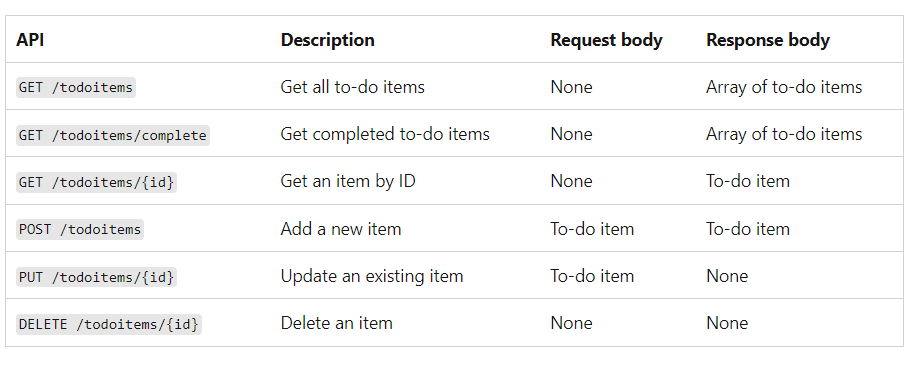 API Description Request body Response body
GET /todoitems Get all to-do items None Array of to-do items
GET /todoitems/complete Get completed to-do items None Array of to-do items
GET /todoitems/{id} Get an item by ID None To-do item
POST /todoitems Add a new item To-do item To-do item
PUT /todoitems/{id} Update an existing item To-do item None
DELETE /todoitems/{id} Delete an item None None